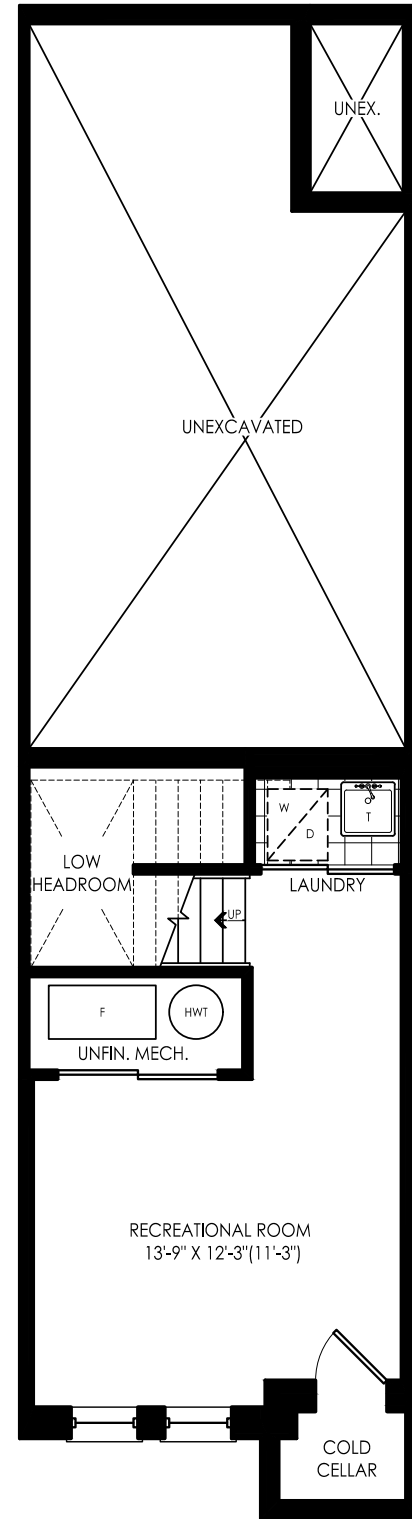 UNEX.
UNEXCAVATED
W
D
T
LOW
HEADROOM
LAUNDRY
UP
F
HWT
UNFIN. MECH.
RECREATIONAL ROOM
13'-9" X 12'-3"(11'-3")
COLD
CELLAR